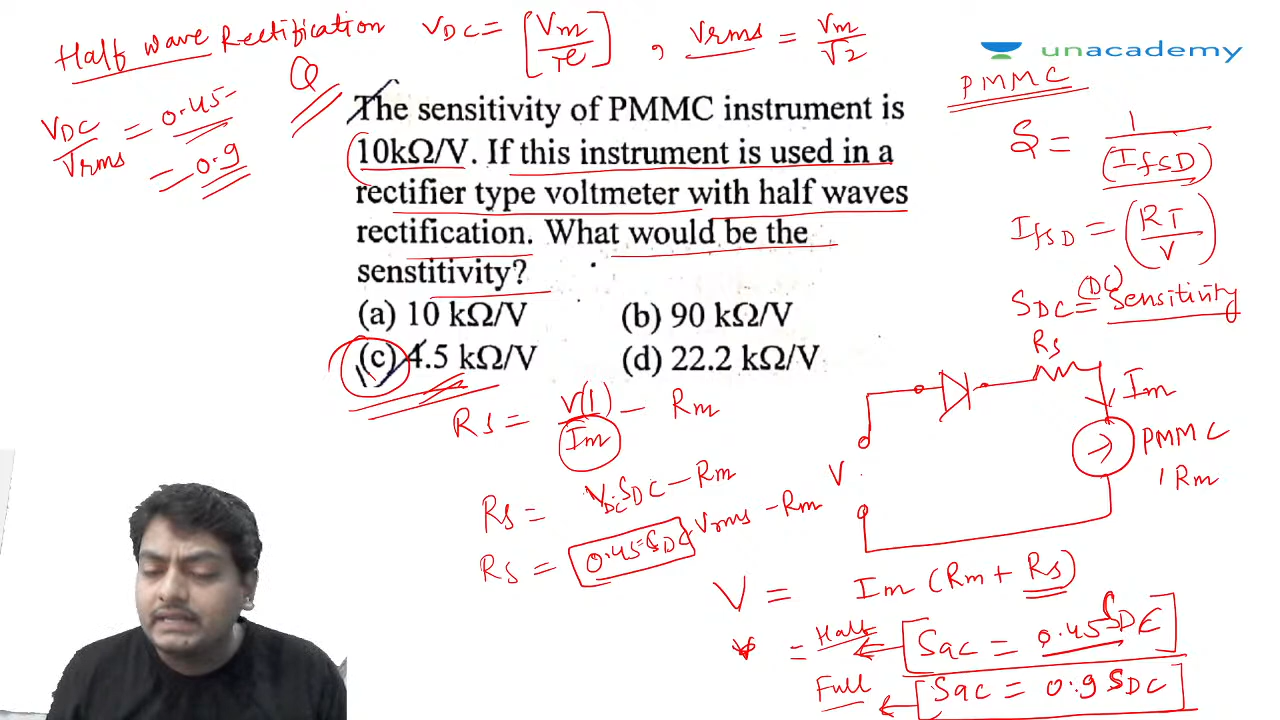 Half wave Rectification VDC = [Vm/π] , Vrms = Vm/√2
unacademy
VDC/Vrms = 0.45
= 0.9
Q
The sensitivity of PMMC instrument is
10kΩ/V. If this instrument is used in a
rectifier type voltmeter with half waves
rectification. What would be the
senstitivity?
(a) 10 kΩ/V (b) 90 kΩ/V
(c) 4.5 kΩ/V (d) 22.2 kΩ/V
PMMC
S = 1/(IfSD)
IfSD = ( /V)
SDC = (DC) Sensitivity
Rs
Im
PMMC
Rm
V
Rs = V(1)/Im - Rm
Rs = VDC SDC - Rm
Rs = 0.45 SDC Vrms - Rm
V = Im (Rm + Rs)
= Half Sac = 0.45 SDC
Full Sac = 0.9 SDC